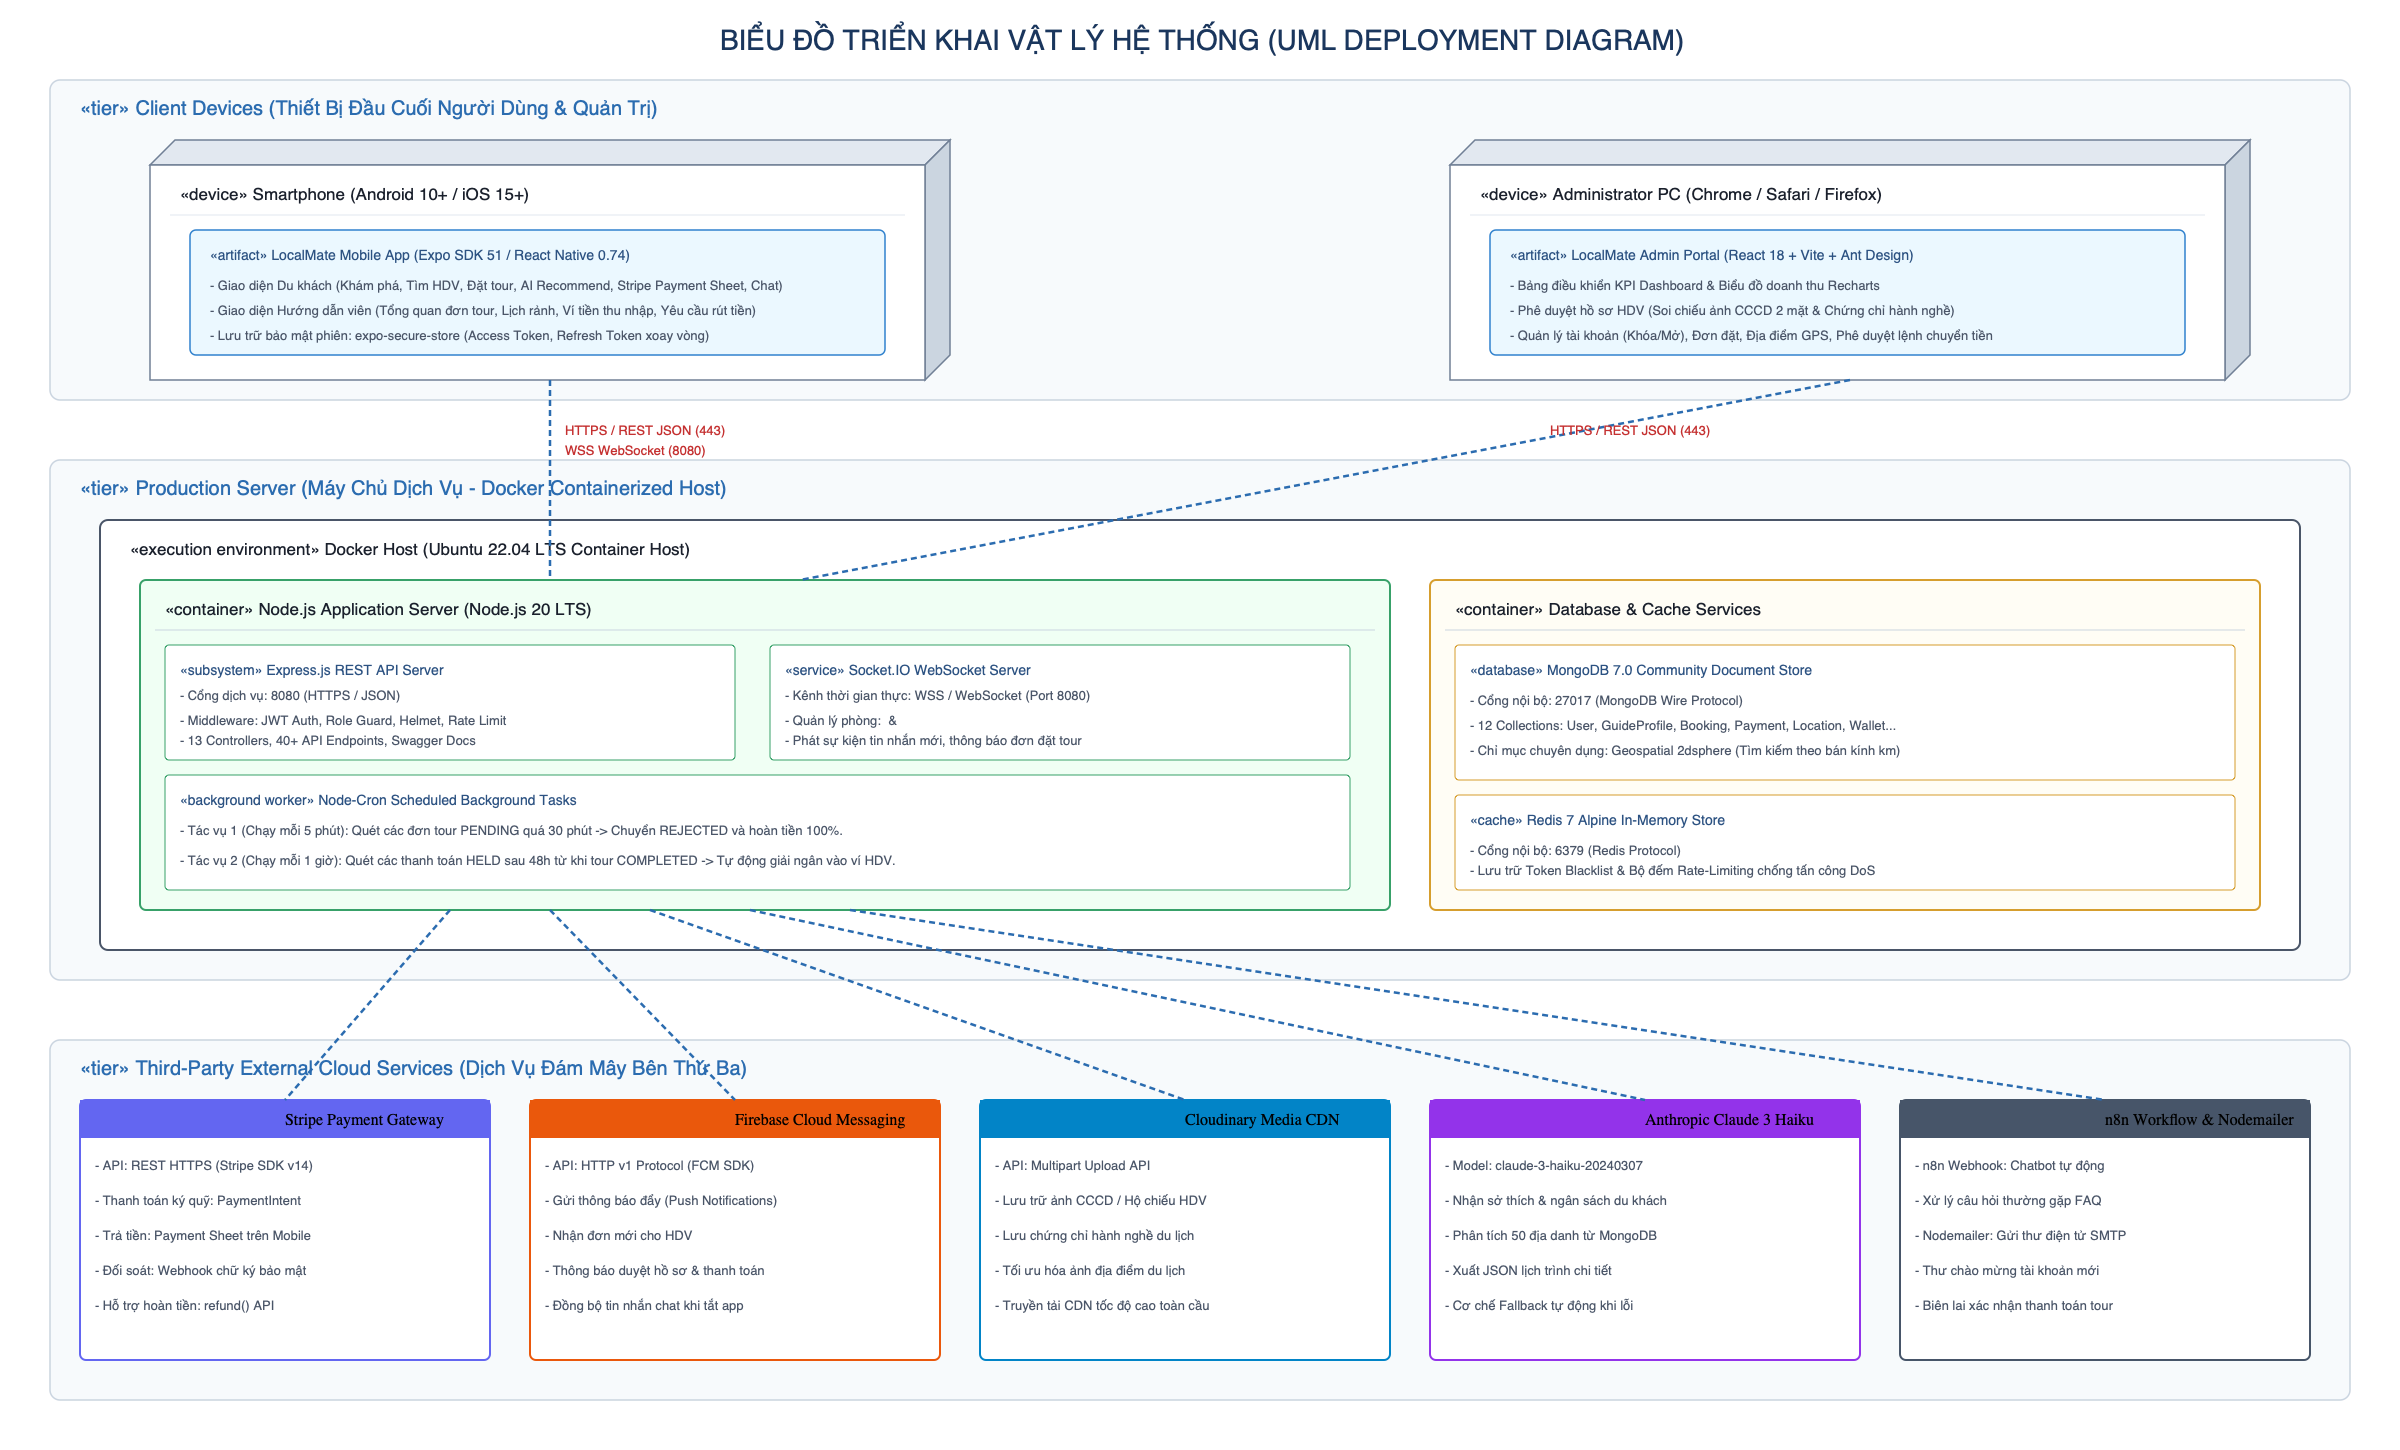 BIỂU ĐỒ TRIỂN KHAI VẬT LÝ HỆ THỐNG (UML DEPLOYMENT DIAGRAM)
«tier» Client Devices (Thiết Bị Đầu Cuối Người Dùng & Quản Trị)
«device» Smartphone (Android 10+ / iOS 15+)
«artifact» LocalMate Mobile App (Expo SDK 51 / React Native 0.74)
- Giao diện Du khách (Khám phá, Tìm HDV, Đặt tour, AI Recommend, Stripe Payment Sheet, Chat)
- Giao diện Hướng dẫn viên (Tổng quan đơn tour, Lịch rảnh, Ví tiền thu nhập, Yêu cầu rút tiền)
- Lưu trữ bảo mật phiên: expo-secure-store (Access Token, Refresh Token xoay vòng)
«device» Administrator PC (Chrome / Safari / Firefox)
«artifact» LocalMate Admin Portal (React 18 + Vite + Ant Design)
- Bảng điều khiển KPI Dashboard & Biểu đồ doanh thu Recharts
- Phê duyệt hồ sơ HDV (Soi chiếu ảnh CCCD 2 mặt & Chứng chỉ hành nghề)
- Quản lý tài khoản (Khóa/Mở), Đơn đặt, Địa điểm GPS, Phê duyệt lệnh chuyển tiền
HTTPS / REST JSON (443)
WSS WebSocket (8080)
HTTPS / REST JSON (443)
«tier» Production Server (Máy Chủ Dịch Vụ - Docker Containerized Host)
«execution environment» Docker Host (Ubuntu 22.04 LTS Container Host)
«container» Node.js Application Server (Node.js 20 LTS)
«subsystem» Express.js REST API Server
- Cổng dịch vụ: 8080 (HTTPS / JSON)
- Middleware: JWT Auth, Role Guard, Helmet, Rate Limit
- 13 Controllers, 40+ API Endpoints, Swagger Docs
«service» Socket.IO WebSocket Server
- Kênh thời gian thực: WSS / WebSocket (Port 8080)
- Quản lý phòng:  &
- Phát sự kiện tin nhắn mới, thông báo đơn đặt tour
«background worker» Node-Cron Scheduled Background Tasks
- Tác vụ 1 (Chạy mỗi 5 phút): Quét các đơn tour PENDING quá 30 phút -> Chuyển REJECTED và hoàn tiền 100%.
- Tác vụ 2 (Chạy mỗi 1 giờ): Quét các thanh toán HELD sau 48h từ khi tour COMPLETED -> Tự động giải ngân vào ví HDV.
«container» Database & Cache Services
«database» MongoDB 7.0 Community Document Store
- Cổng nội bộ: 27017 (MongoDB Wire Protocol)
- 12 Collections: User, GuideProfile, Booking, Payment, Location, Wallet...
- Chỉ mục chuyên dụng: Geospatial 2dsphere (Tìm kiếm theo bán kính km)
«cache» Redis 7 Alpine In-Memory Store
- Cổng nội bộ: 6379 (Redis Protocol)
- Lưu trữ Token Blacklist & Bộ đếm Rate-Limiting chống tấn công DoS
«tier» Third-Party External Cloud Services (Dịch Vụ Đám Mây Bên Thứ Ba)
Stripe Payment Gateway
- API: REST HTTPS (Stripe SDK v14)
- Thanh toán ký quỹ: PaymentIntent
- Trả tiền: Payment Sheet trên Mobile
- Đối soát: Webhook chữ ký bảo mật
- Hỗ trợ hoàn tiền: refund() API
Firebase Cloud Messaging
- API: HTTP v1 Protocol (FCM SDK)
- Gửi thông báo đẩy (Push Notifications)
- Nhận đơn mới cho HDV
- Thông báo duyệt hồ sơ & thanh toán
- Đồng bộ tin nhắn chat khi tắt app
Cloudinary Media CDN
- API: Multipart Upload API
- Lưu trữ ảnh CCCD / Hộ chiếu HDV
- Lưu chứng chỉ hành nghề du lịch
- Tối ưu hóa ảnh địa điểm du lịch
- Truyền tải CDN tốc độ cao toàn cầu
Anthropic Claude 3 Haiku
- Model: claude-3-haiku-20240307
- Nhận sở thích & ngân sách du khách
- Phân tích 50 địa danh từ MongoDB
- Xuất JSON lịch trình chi tiết
- Cơ chế Fallback tự động khi lỗi
n8n Workflow & Nodemailer
- n8n Webhook: Chatbot tự động
- Xử lý câu hỏi thường gặp FAQ
- Nodemailer: Gửi thư điện tử SMTP
- Thư chào mừng tài khoản mới
- Biên lai xác nhận thanh toán tour